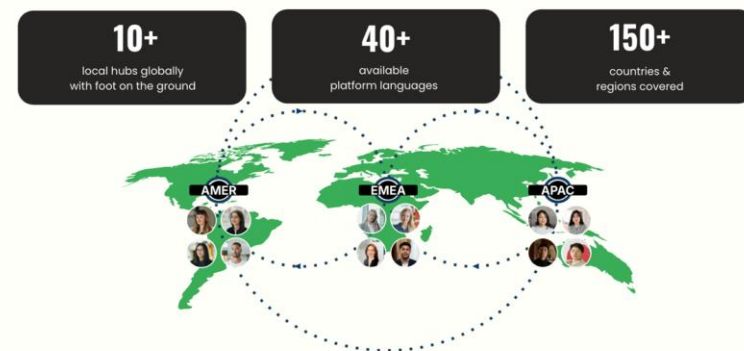 10+
local hubs globally
with foot on the ground
40+
available
platform languages
150+
countries &
regions covered
AMER
EMEA
APAC